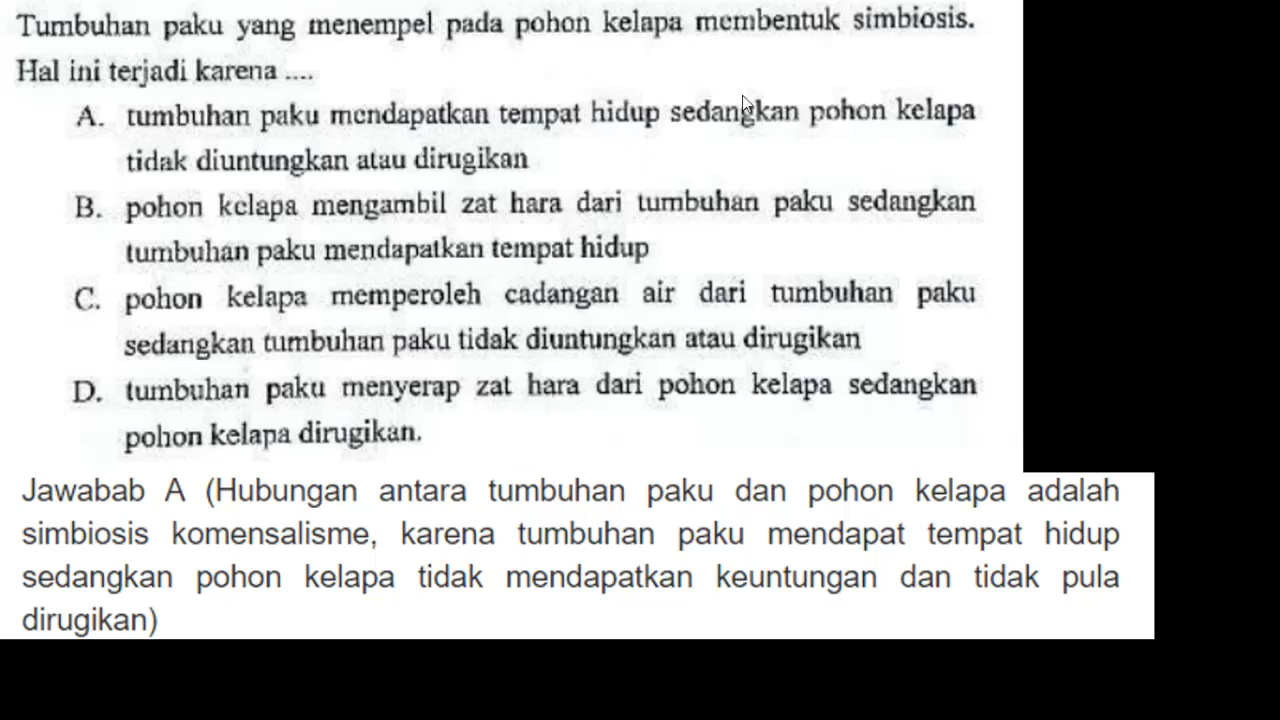 Tumbuhan paku yang menempel pada pohon kelapa membentuk simbiosis.
Hal ini terjadi karena ....
A. tumbuhan paku mendapatkan tempat hidup sedangkan pohon kelapa
tidak diuntungkan atau dirugikan
B. pohon kelapa mengambil zat hara dari tumbuhan paku sedangkan
tumbuhan paku mendapatkan tempat hidup
C. pohon kelapa memperoleh cadangan air dari tumbuhan paku
sedangkan tumbuhan paku tidak diuntungkan atau dirugikan
D. tumbuhan paku menyerap zat hara dari pohon kelapa sedangkan
pohon kelapa dirugikan.
Jawabab A (Hubungan antara tumbuhan paku dan pohon kelapa adalah
simbiosis komensalisme, karena tumbuhan paku mendapat tempat hidup
sedangkan pohon kelapa tidak mendapatkan keuntungan dan tidak pula
dirugikan)